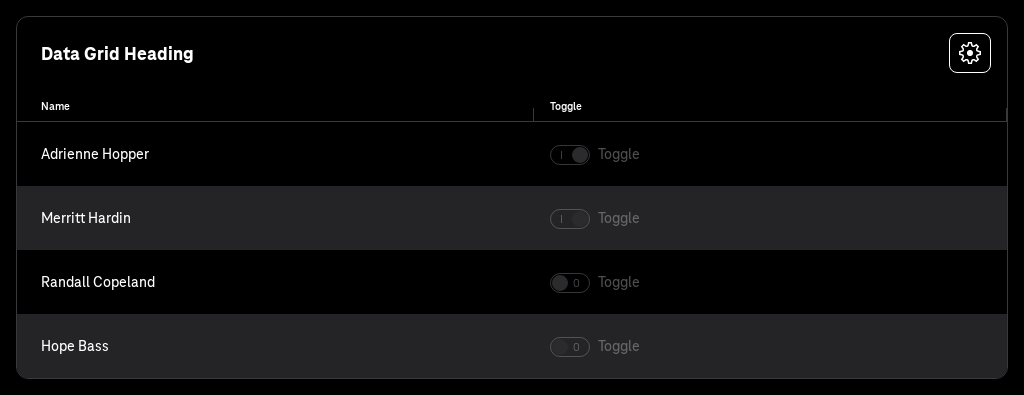 Data Grid Heading
Name Toggle
Adrienne Hopper I Toggle
Merritt Hardin I Toggle
Randall Copeland 0 Toggle
Hope Bass 0 Toggle